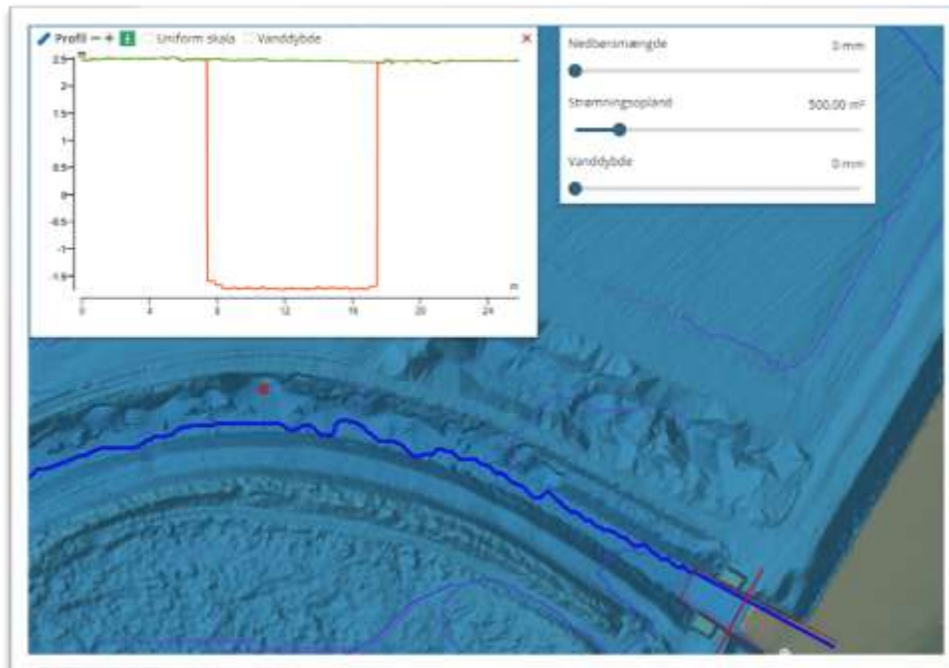 Profil Uniform skala Vanddybde
m
2.5
2
1.5
1
0.5
0
-0.5
-1
-1.5
m
0 4 8 12 16 20 24
Nedbørsmængde 0 mm
Strømningsopland 500.00 m²
Vanddybde 0 mm